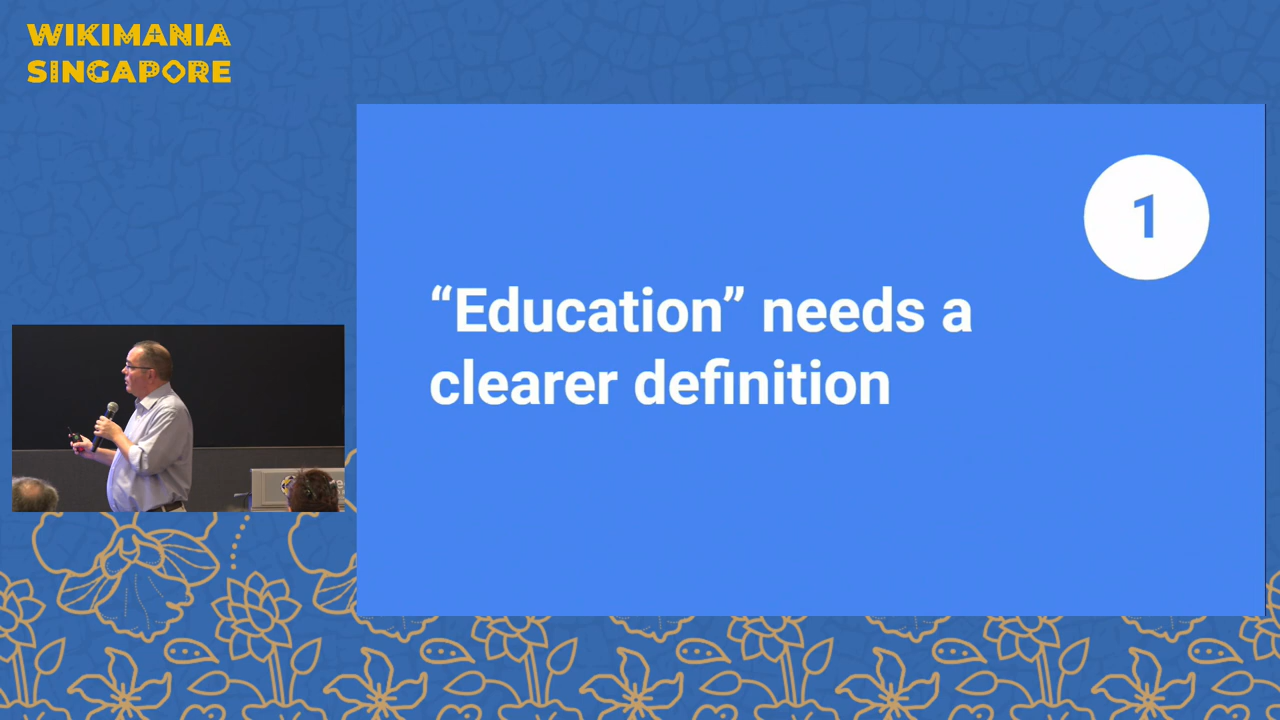 WIKIMANIA
SINGAPORE
1
“Education” needs a
clearer definition